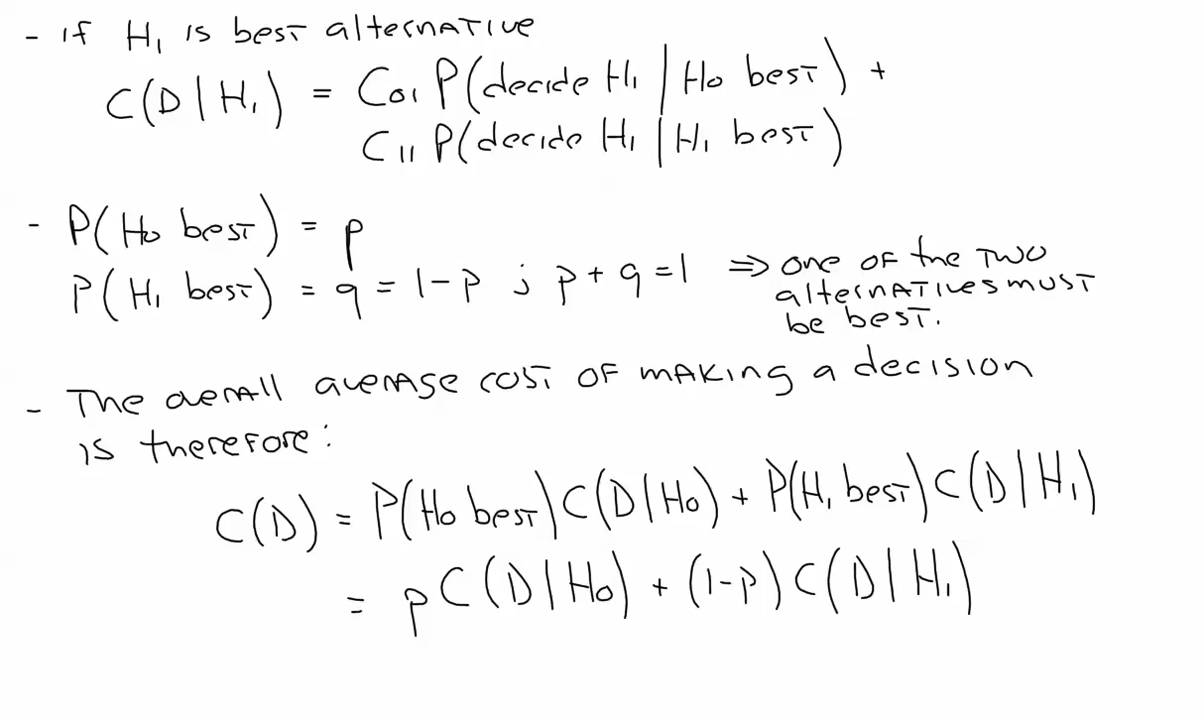 - if H₁ is best alternative
C(D|H₁) = C₀₁ P(decide H₁ | H₀ best) +
C₁₁ P(decide H₁ | H₁ best)
- P(H₀ best) = p
P(H₁ best) = q = 1-p ; p + q = 1 ⇒ one of the two
alternatives must
be best.
- The overall average cost of making a decision
is therefore:
C(D) = P(H₀ best) C(D|H₀) + P(H₁ best) C(D|H₁)
= p C(D|H₀) + (1-p) C(D|H₁)